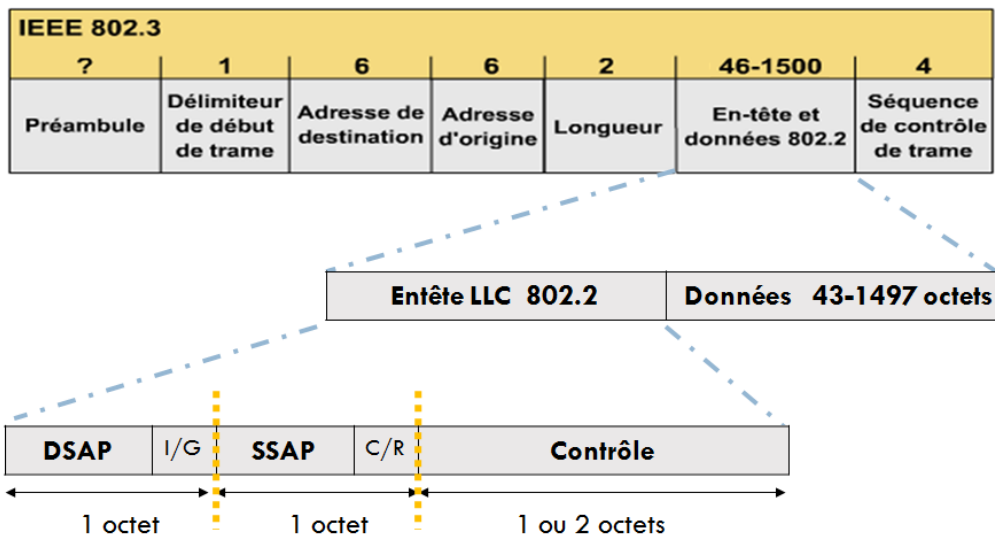 IEEE 802.3
? 1 6 6 2 46-1500 4
Préambule
Délimiteur
de début
de trame
Adresse de
destination
Adresse
d'origine
Longueur
En-tête et
données 802.2
Séquence
de contrôle
de trame
Entête LLC 802.2
Données 43-1497 octets
DSAP I/G SSAP C/R Contrôle
1 octet 1 octet 1 ou 2 octets